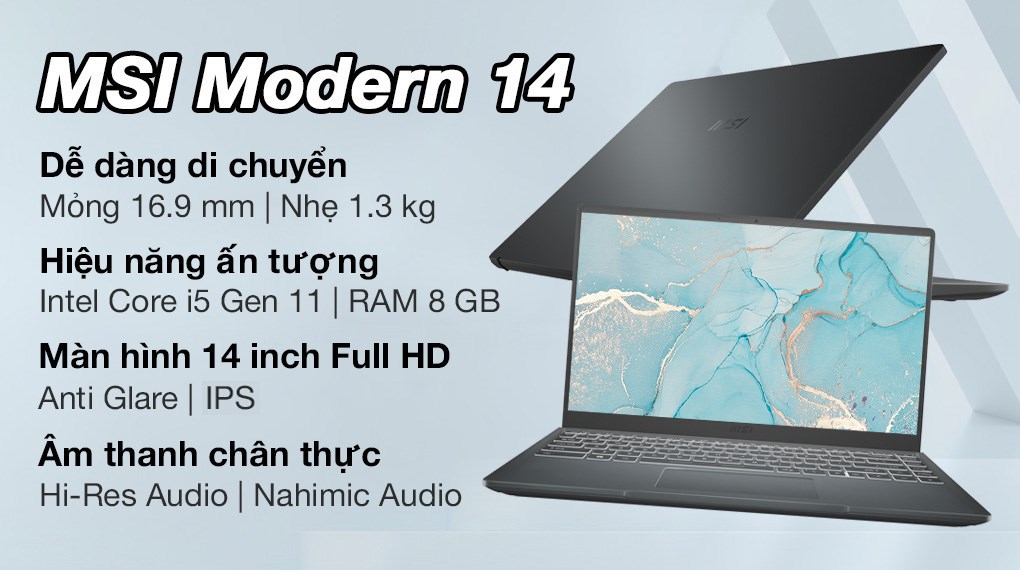 MSI Modern 14
Dễ dàng di chuyển
Mỏng 16.9 mm | Nhẹ 1.3 kg
Hiệu năng ấn tượng
Intel Core i5 Gen 11 | RAM 8 GB
Màn hình 14 inch Full HD
Anti Glare | IPS
Âm thanh chân thực
Hi-Res Audio | Nahimic Audio
MSI
MSI